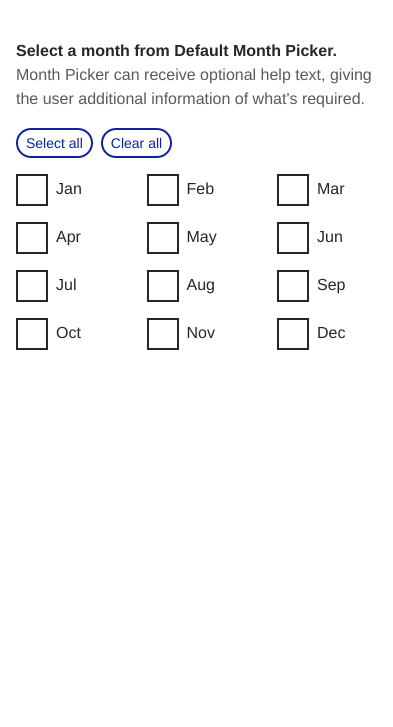 Select a month from Default Month Picker.
Month Picker can receive optional help text, giving
the user additional information of what's required.
Select all Clear all
Jan Feb Mar
Apr May Jun
Jul Aug Sep
Oct Nov Dec